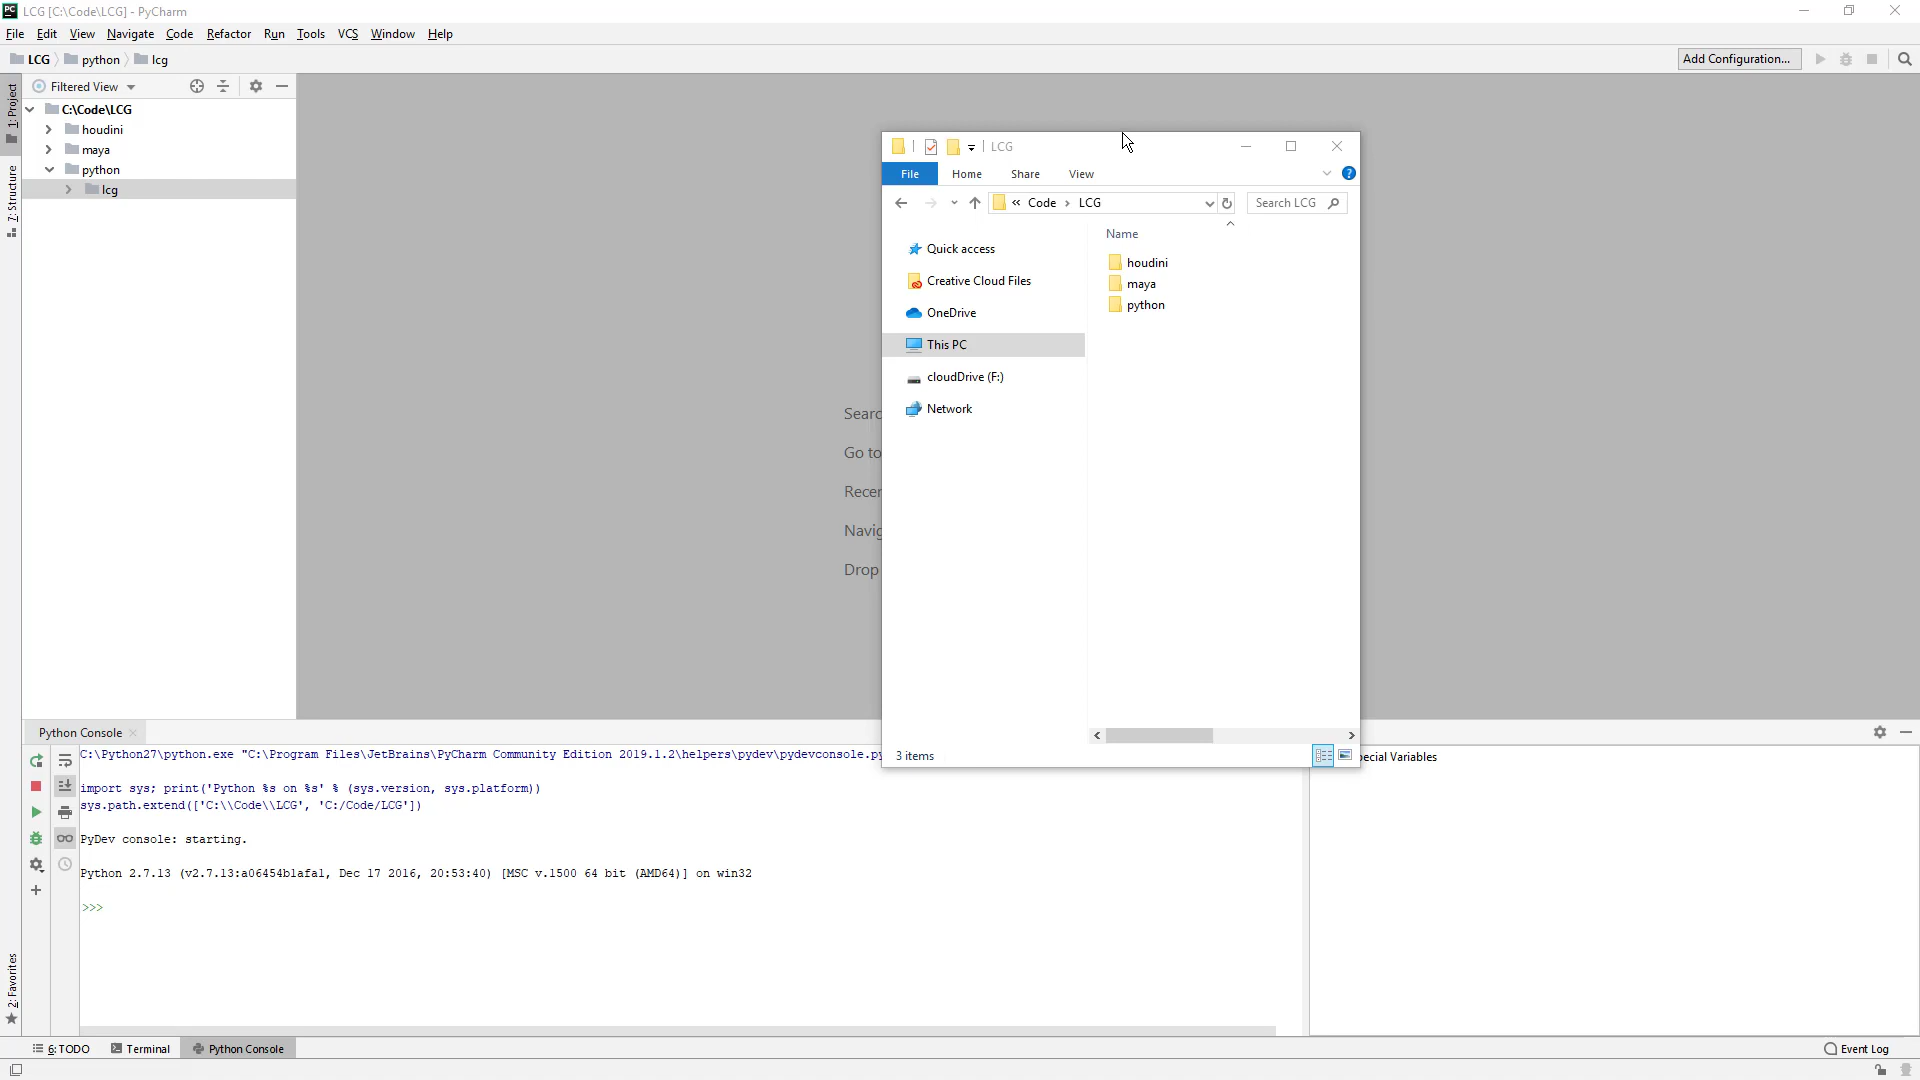 LCG [C:\Code\LCG] - PyCharm
File Edit View Navigate Code Refactor Run Tools VCS Window Help
LCG python lcg
Add Configuration...
1: Project
7: Structure
2: Favorites
Filtered View
C:\Code\LCG
houdini
maya
python
lcg
Searc
Go to
Recen
Navig
Drop
LCG
File Home Share View
« Code › LCG
Search LCG
Quick access
Creative Cloud Files
OneDrive
This PC
cloudDrive (F:)
Network
Name
houdini
maya
python
3 items
Python Console
C:\Python27\python.exe "C:\Program Files\JetBrains\PyCharm Community Edition 2019.1.2\helpers\pydev\pydevconsole.py
import sys; print('Python %s on %s' % (sys.version, sys.platform))
sys.path.extend(['C:\\Code\\LCG', 'C:/Code/LCG'])
PyDev console: starting.
Python 2.7.13 (v2.7.13:a06454b1afa1, Dec 17 2016, 20:53:40) [MSC v.1500 64 bit (AMD64)] on win32
>>>
pecial Variables
6: TODO Terminal Python Console
Event Log